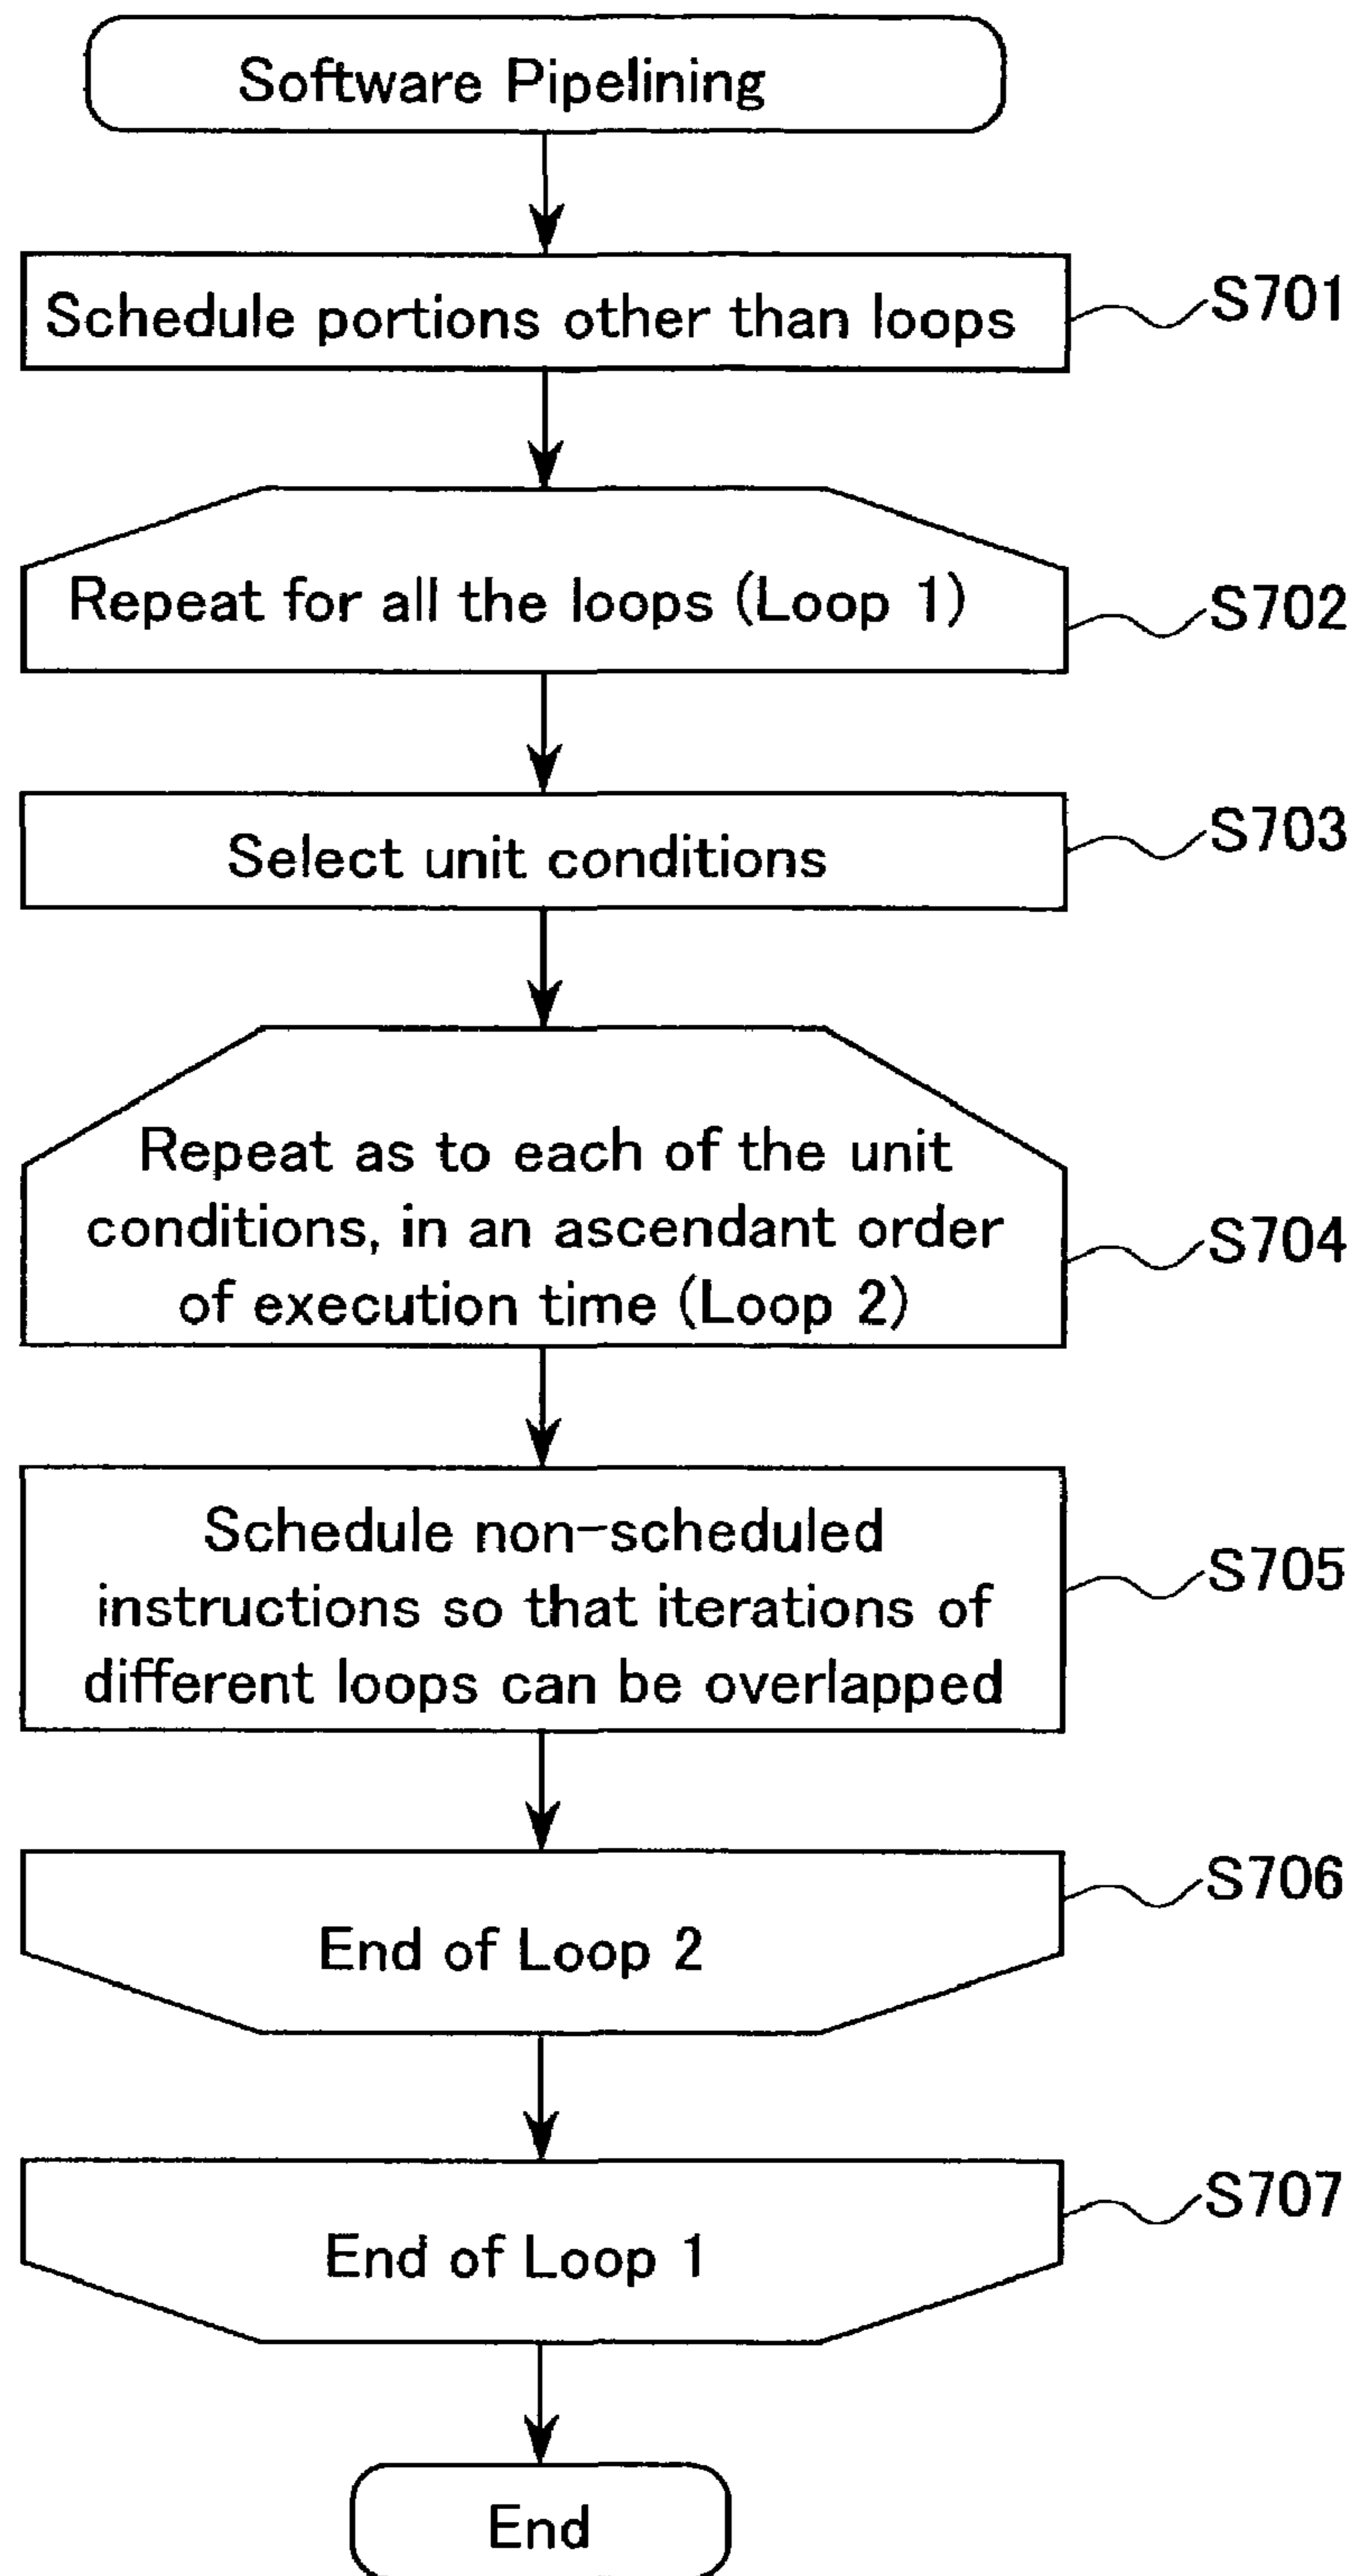 Software Pipelining
Schedule portions other than loops
S701
Repeat for all the loops (Loop 1)
S702
Select unit conditions
S703
Repeat as to each of the unit
conditions, in an ascendant order
of execution time (Loop 2)
S704
Schedule non-scheduled
instructions so that iterations of
different loops can be overlapped
S705
End of Loop 2
S706
End of Loop 1
S707
End